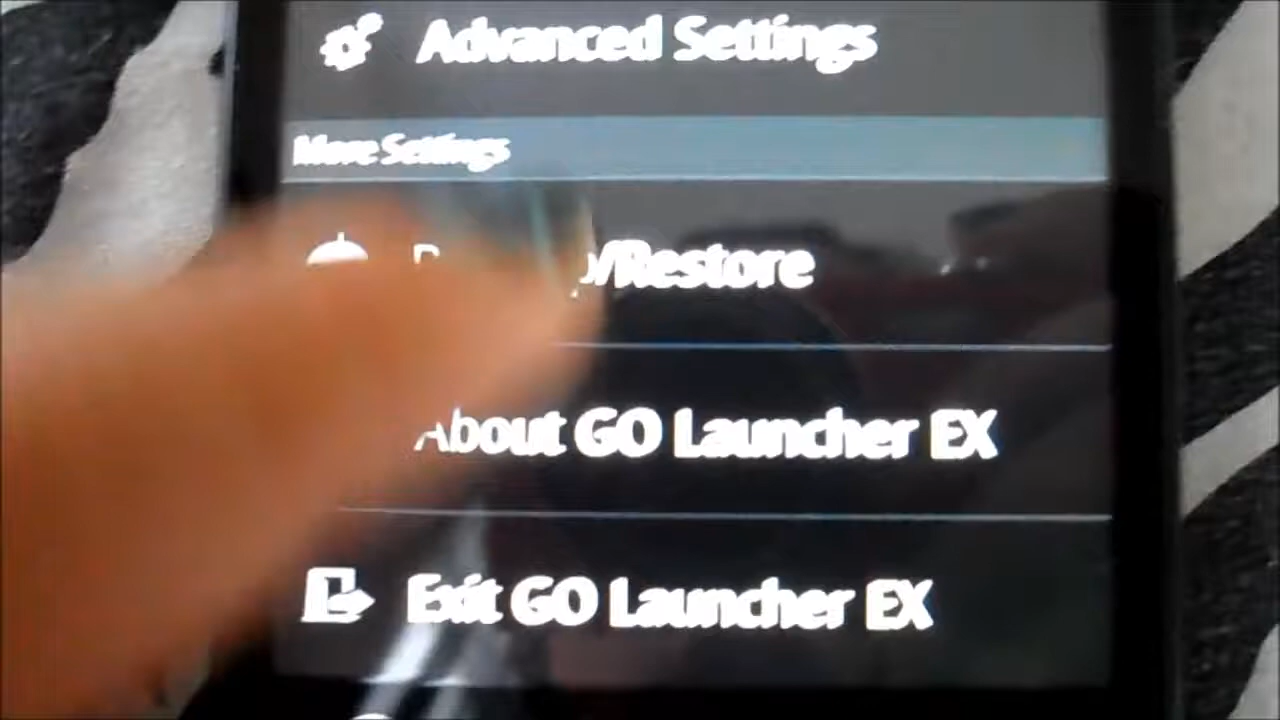 Advanced Settings
More Settings
/Restore
About GO Launcher EX
Exit GO Launcher EX